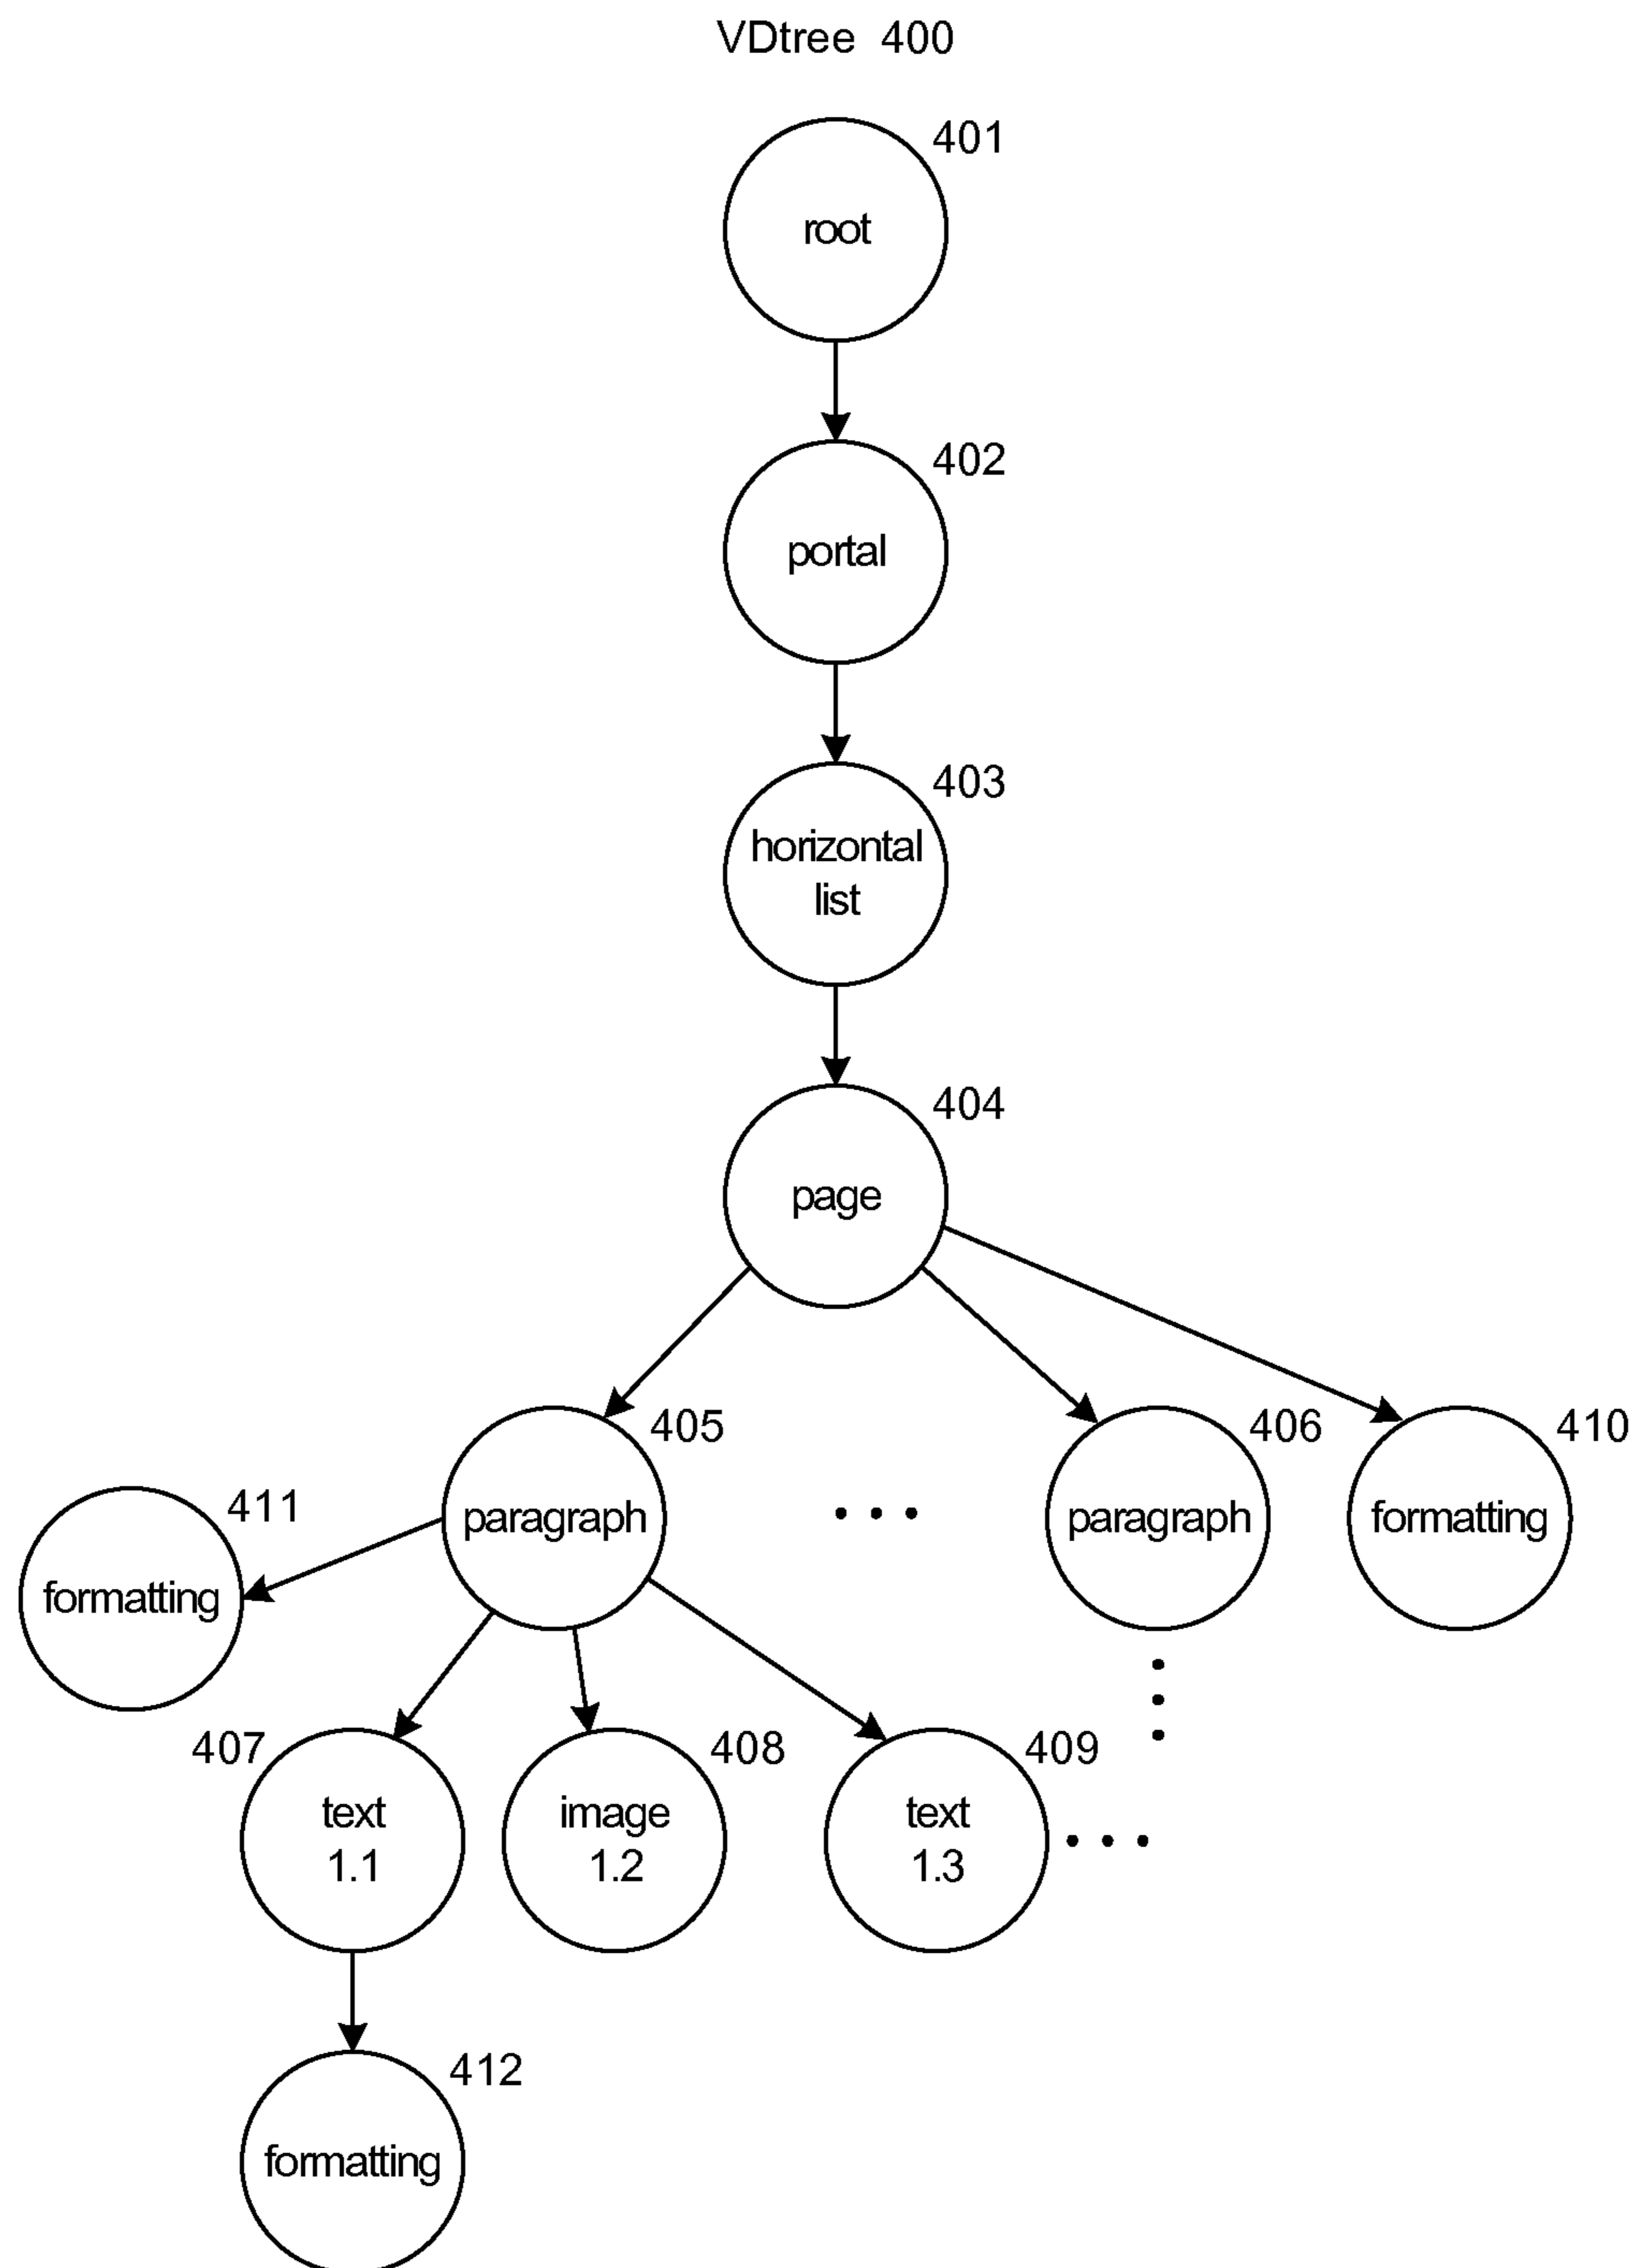 VDtree 400
401
root
402
portal
403
horizontal
list
404
page
405
paragraph
406
paragraph
410
formatting
411
formatting
407
text
1.1
408
image
1.2
409
text
1.3
412
formatting